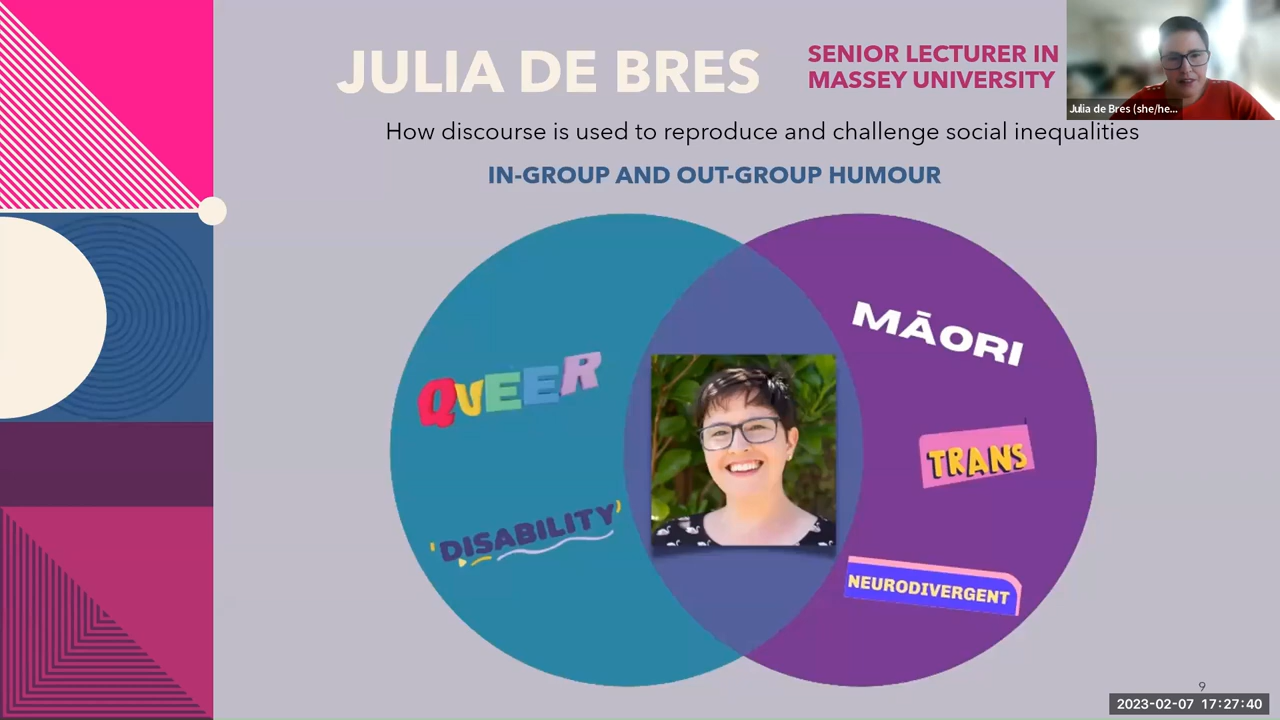 JULIA DE BRES
SENIOR LECTURER IN
MASSEY UNIVERSITY
Julia de Bres (she/he...
How discourse is used to reproduce and challenge social inequalities
IN-GROUP AND OUT-GROUP HUMOUR
QUEER
'DISABILITY'
MĀORI
TRANS
NEURODIVERGENT
9
2023-02-07 17:27:40